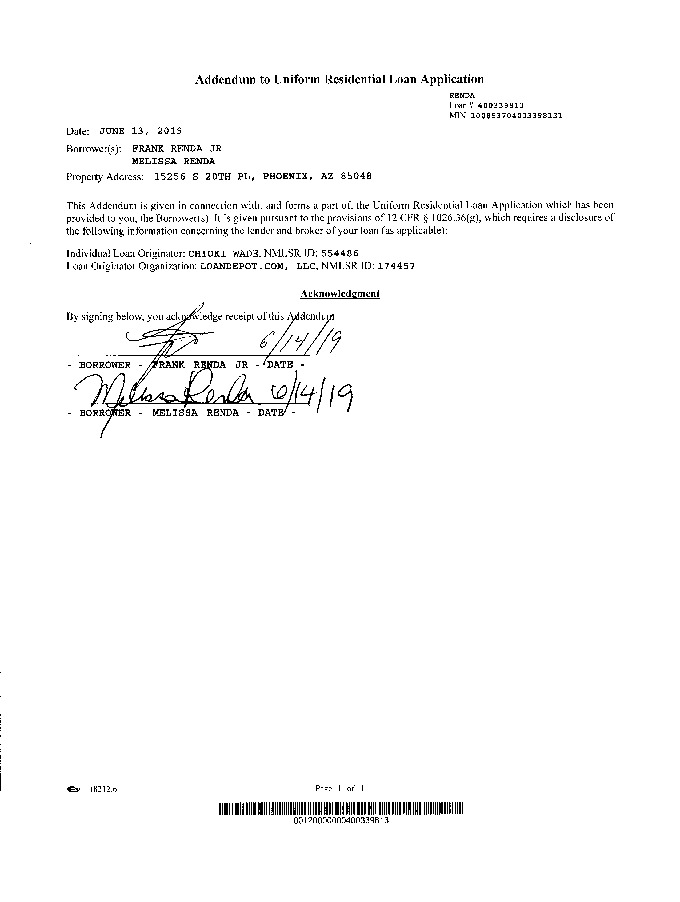 Addendum to Uniform Residential Loan Application
RENDA
Loan # 400339813
MIN 100853704003398131
Date: JUNE 13, 2019
Borrower(s): FRANK RENDA JR
MELISSA RENDA
Property Address: 15256 S 20TH PL, PHOENIX, AZ 85048
This Addendum is given in connection with, and forms a part of, the Uniform Residential Loan Application which has been
provided to you, the Borrower(s). It is given pursuant to the provisions of 12 CFR § 1026.36(g), which requires a disclosure of
the following information concerning the lender and broker of your loan (as applicable):
Individual Loan Originator: CHIOKI WADE, NMLSR ID: 554486
Loan Originator Organization: LOANDEPOT.COM, LLC, NMLSR ID: 174457
Acknowledgment
By signing below, you acknowledge receipt of this Addendum
6/14/19
- BORROWER - FRANK RENDA JR - DATE -
Melissa Renda 6/14/19
- BORROWER - MELISSA RENDA - DATE -
18212.6 Page 1 of 1